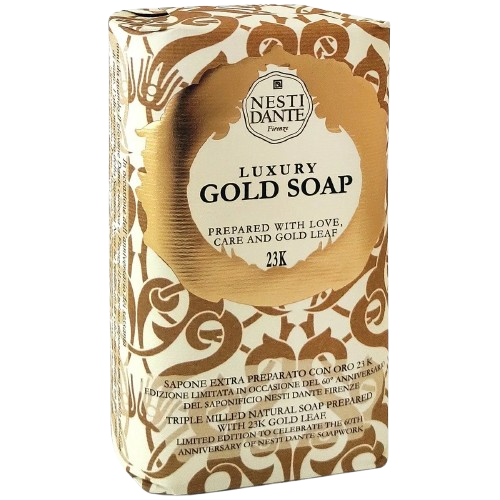 NESTI
DANTE
Firenze
LUXURY
GOLD SOAP
PREPARED WITH LOVE,
CARE AND GOLD LEAF
23K
SAPONE EXTRA PREPARATO CON ORO 23 K
EDIZIONE LIMITATA IN OCCASIONE DEL 60° ANNIVERSARIO
DEL SAPONIFICIO NESTI DANTE FIRENZE
TRIPLE MILLED NATURAL SOAP PREPARED
WITH 23K GOLD LEAF.
LIMITED EDITION TO CELEBRATE THE 60TH
ANNIVERSARY OF NESTI DANTE SOAPWORK